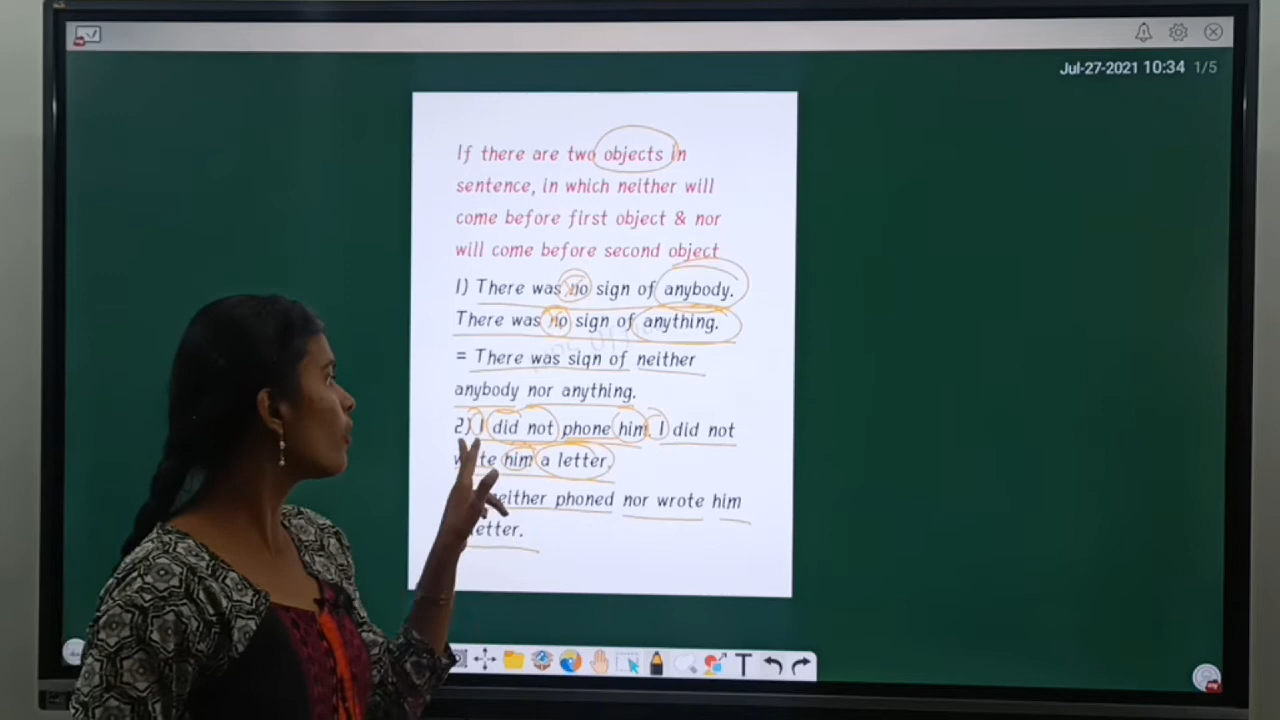 Jul-27-2021 10:34 1/5
If there are two objects in
sentence, in which neither will
come before first object & nor
will come before second object
1) There was no sign of anybody.
There was no sign of anything.
= There was sign of neither
anybody nor anything.
2) I did not phone him. I did not
write him a letter.
neither phoned nor wrote him
letter.
T